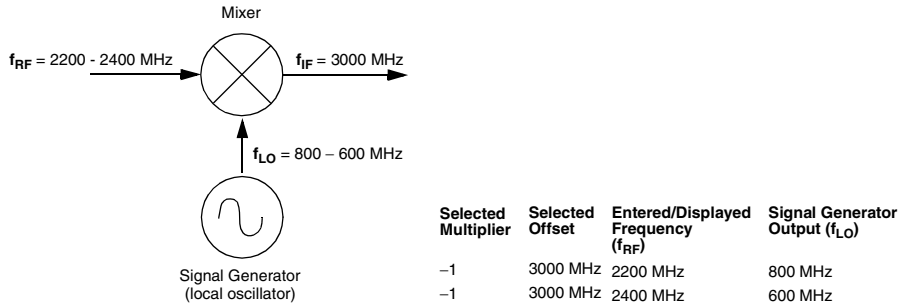 Mixer
fRF = 2200 - 2400 MHz
fIF = 3000 MHz
fLO = 800 – 600 MHz
Signal Generator
(local oscillator)
Selected Multiplier Selected Offset Entered/Displayed Frequency (fRF) Signal Generator Output (fLO)
–1 3000 MHz 2200 MHz 800 MHz
–1 3000 MHz 2400 MHz 600 MHz